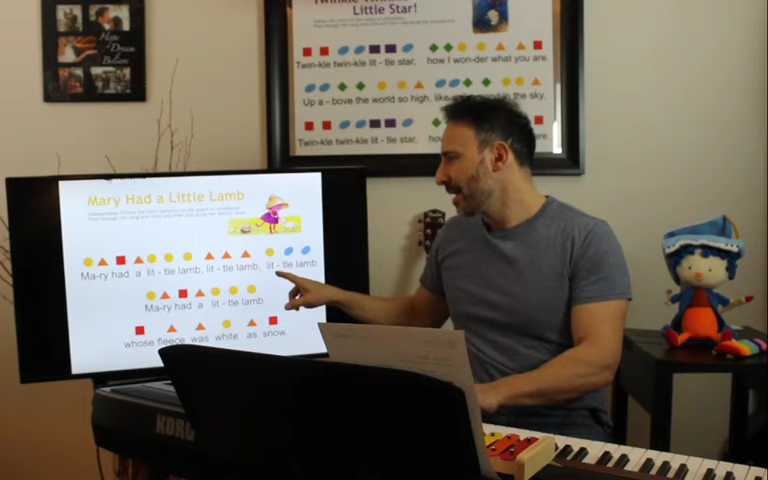 Hope
Dream
Believe
Twinkle Twinkle
Little Star!
Twin-kle twin-kle lit - tle star, how I won-der what you are.
Up a - bove the world so high, like in the sky,
Twin-kle twin-kle lit - tle star, are.
Mary Had a Little Lamb
Ma-ry had a lit - tle lamb, lit - tle lamb, lit - tle lamb
Ma-ry had a lit - tle lamb
whose fleece was white as snow.
KORG